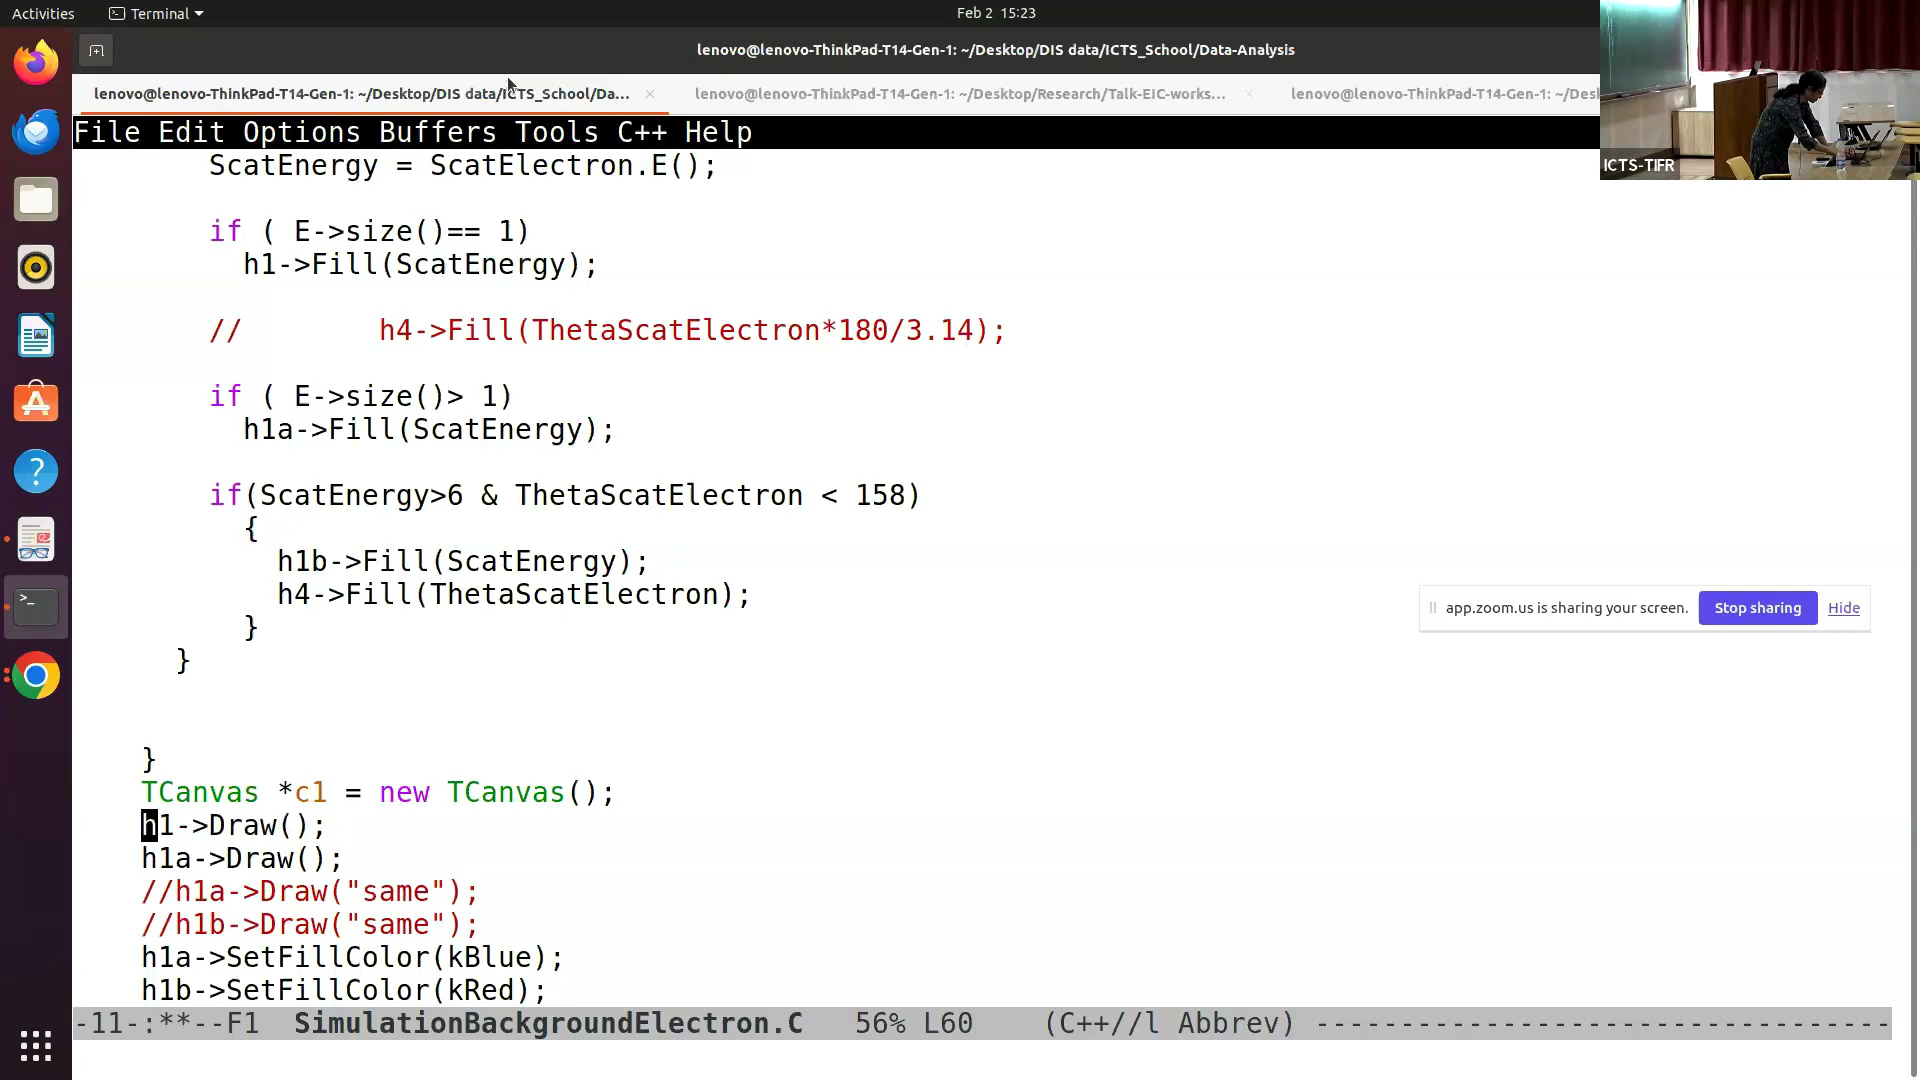 Activities Terminal Feb 2 15:23
lenovo@lenovo-ThinkPad-T14-Gen-1: ~/Desktop/DIS data/ICTS_School/Data-Analysis
lenovo@lenovo-ThinkPad-T14-Gen-1: ~/Desktop/DIS data/ICTS_School/Da... × lenovo@lenovo-ThinkPad-T14-Gen-1: ~/Desktop/Research/Talk-EIC-works... × lenovo@lenovo-ThinkPad-T14-Gen-1: ~/Desk
File Edit Options Buffers Tools C++ Help
ICTS-TIFR
ScatEnergy = ScatElectron.E();
if ( E->size()== 1)
h1->Fill(ScatEnergy);
// h4->Fill(ThetaScatElectron*180/3.14);
if ( E->size()> 1)
h1a->Fill(ScatEnergy);
if(ScatEnergy>6 & ThetaScatElectron < 158)
{
h1b->Fill(ScatEnergy);
h4->Fill(ThetaScatElectron);
}
app.zoom.us is sharing your screen. Stop sharing Hide
}
}
TCanvas *c1 = new TCanvas();
h1->Draw();
h1a->Draw();
//h1a->Draw("same");
//h1b->Draw("same");
h1a->SetFillColor(kBlue);
h1b->SetFillColor(kRed);
-11-:**--F1 SimulationBackgroundElectron.C 56% L60 (C++//l Abbrev) ----------------------------------